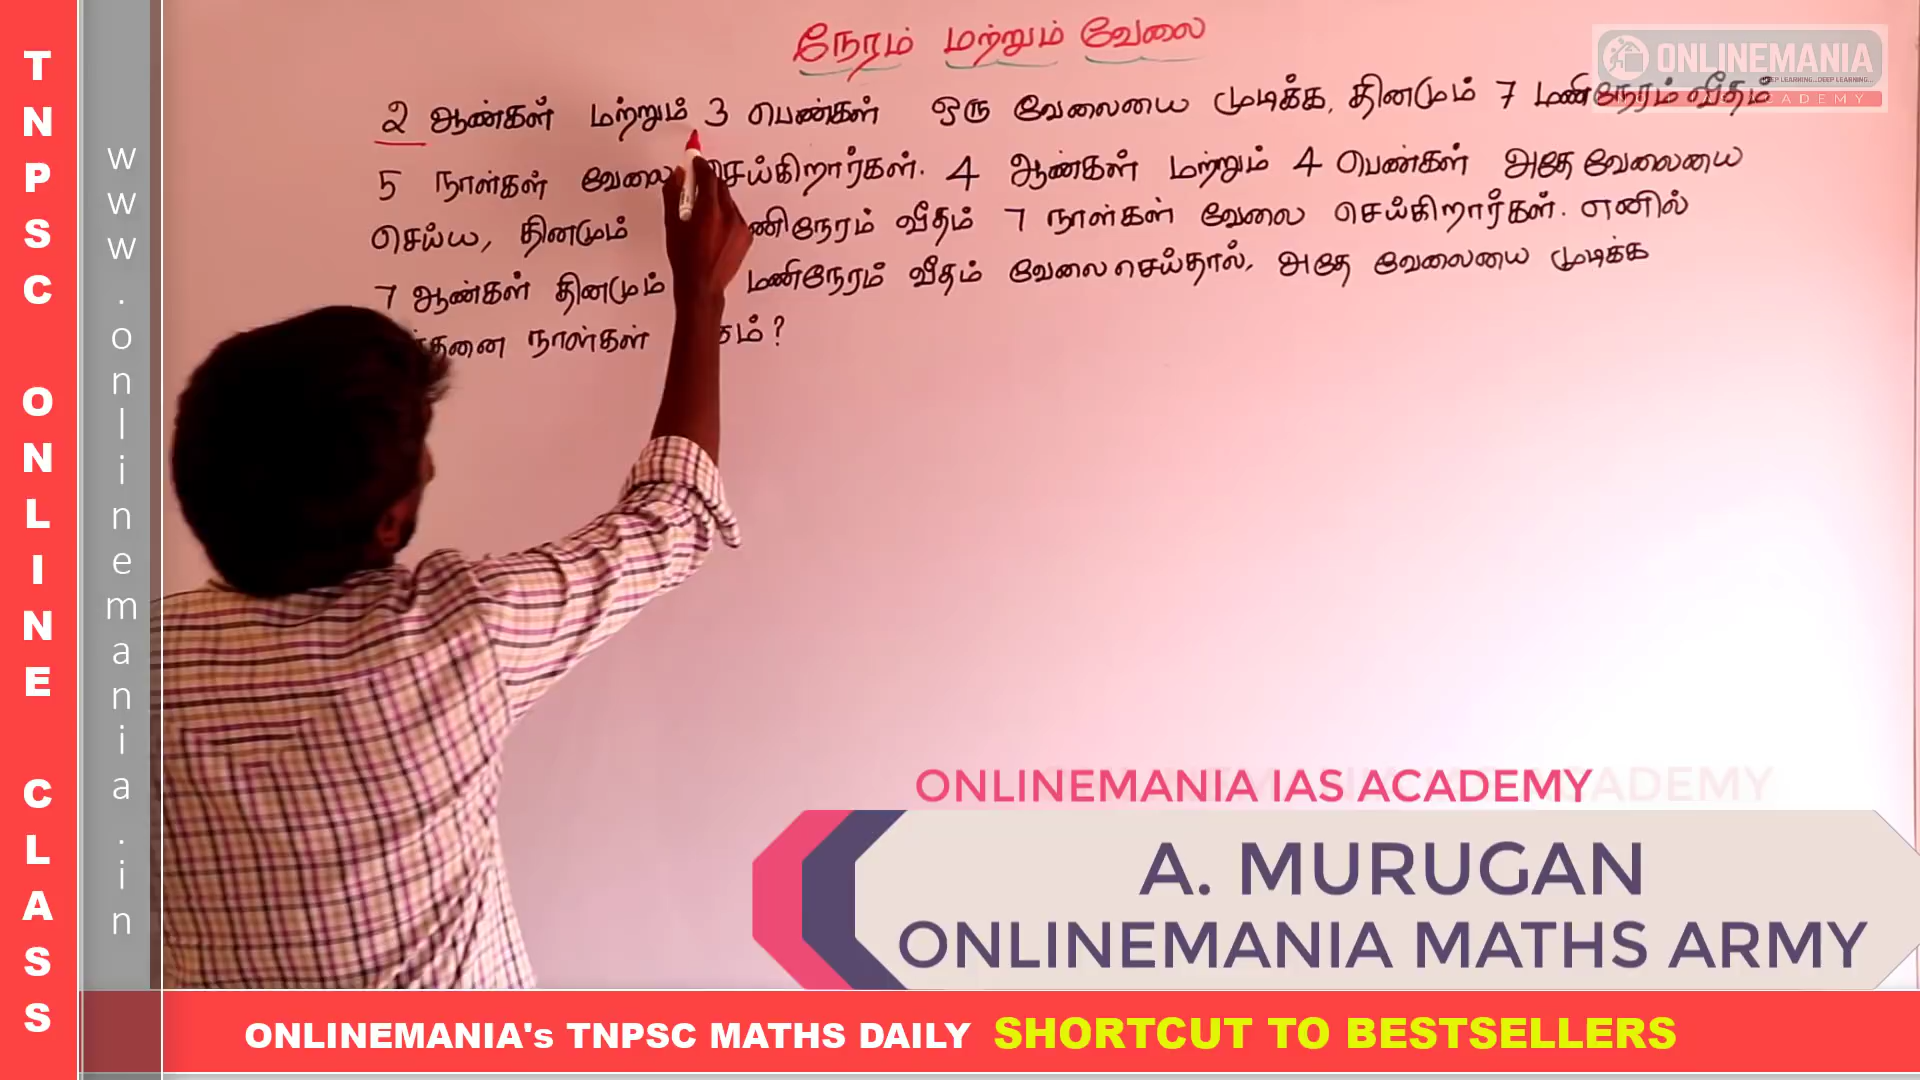 நேரம் மற்றும் வேலை
2 ஆண்கள் மற்றும் 3 பெண்கள் ஒரு வேலையை முடிக்க, தினமும் 7 மணிநேரம் வீதம்
5 நாள்கள் வேலை செய்கிறார்கள். 4 ஆண்கள் மற்றும் 4 பெண்கள் அதே வேலையை
செய்ய, தினமும் நேரம் வீதம் 7 நாள்கள் வேலை செய்கிறார்கள். எனில்
7 ஆண்கள் தினமும் மணிநேரம் வீதம் வேலை செய்தால், அதே வேலையை முடிக்க
நாள்கள் ?
ONLINEMANIA
ACADEMY
TNPSC ONLINE CLASS
www.onlinemania.in
ONLINEMANIA IAS ACADEMY
A. MURUGAN
ONLINEMANIA MATHS ARMY
ONLINEMANIA's TNPSC MATHS DAILY SHORTCUT TO BESTSELLERS